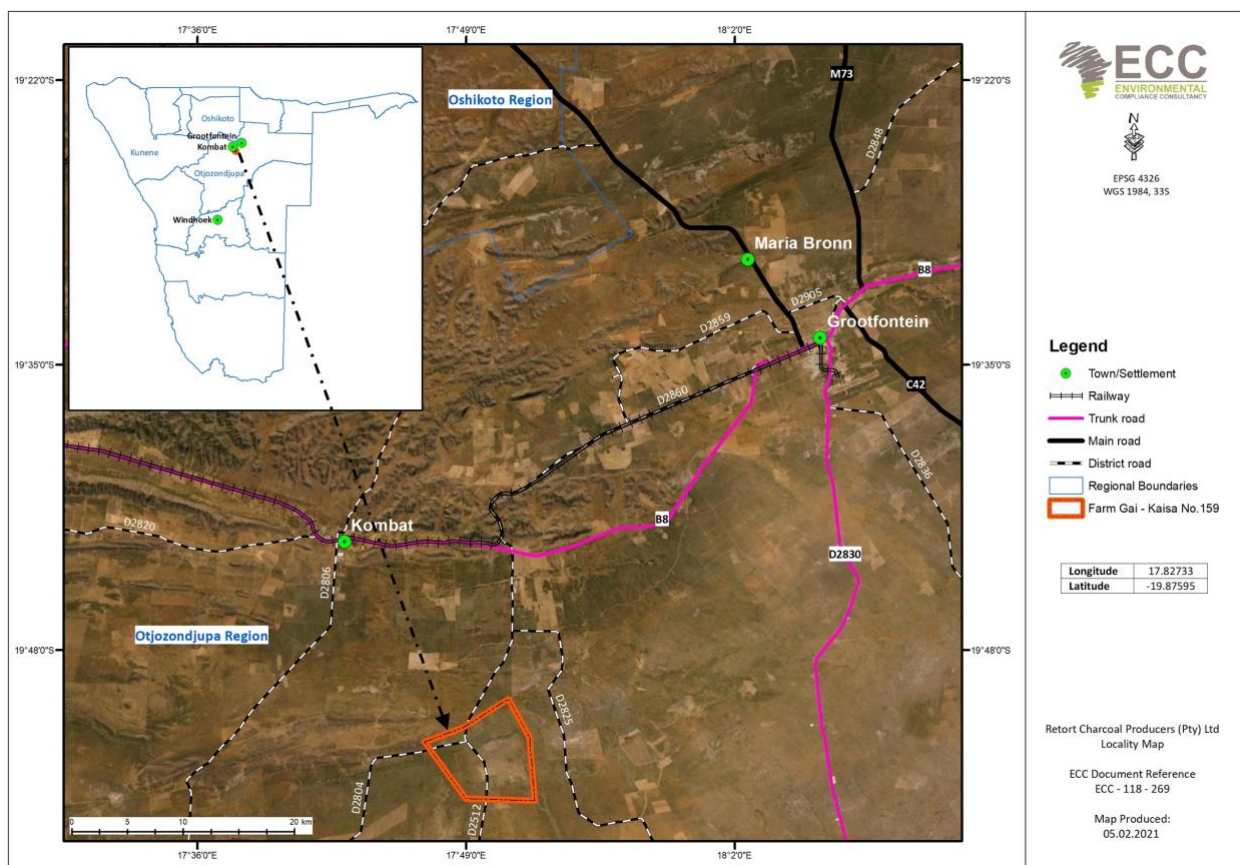 17°36'0"E
17°49'0"E
18°2'0"E
19°22'0"S
19°22'0"S
Oshikoto
Grootfontein
Kombat
Kunene
Otjozondjupa
Windhoek
Oshikoto Region
M73
D2848
Maria Bronn
B8
D2905
Grootfontein
D2859
19°35'0"S
19°35'0"S
D2860
C42
D2836
B8
Kombat
D2820
D2806
D2830
Otjozondjupa Region
19°48'0"S
19°48'0"S
D2825
D2804
D2512
0 5 10 20 km
17°36'0"E
17°49'0"E
18°2'0"E
ECC
ENVIRONMENTAL
COMPLIANCE CONSULTANCY
N
EPSG 4326
WGS 1984, 33S
Legend
Town/Settlement
Railway
Trunk road
Main road
District road
Regional Boundaries
Farm Gai - Kaisa No.159
Longitude 17.82733
Latitude -19.87595
Retort Charcoal Producers (Pty) Ltd
Locality Map
ECC Document Reference
ECC - 118 - 269
Map Produced:
05.02.2021